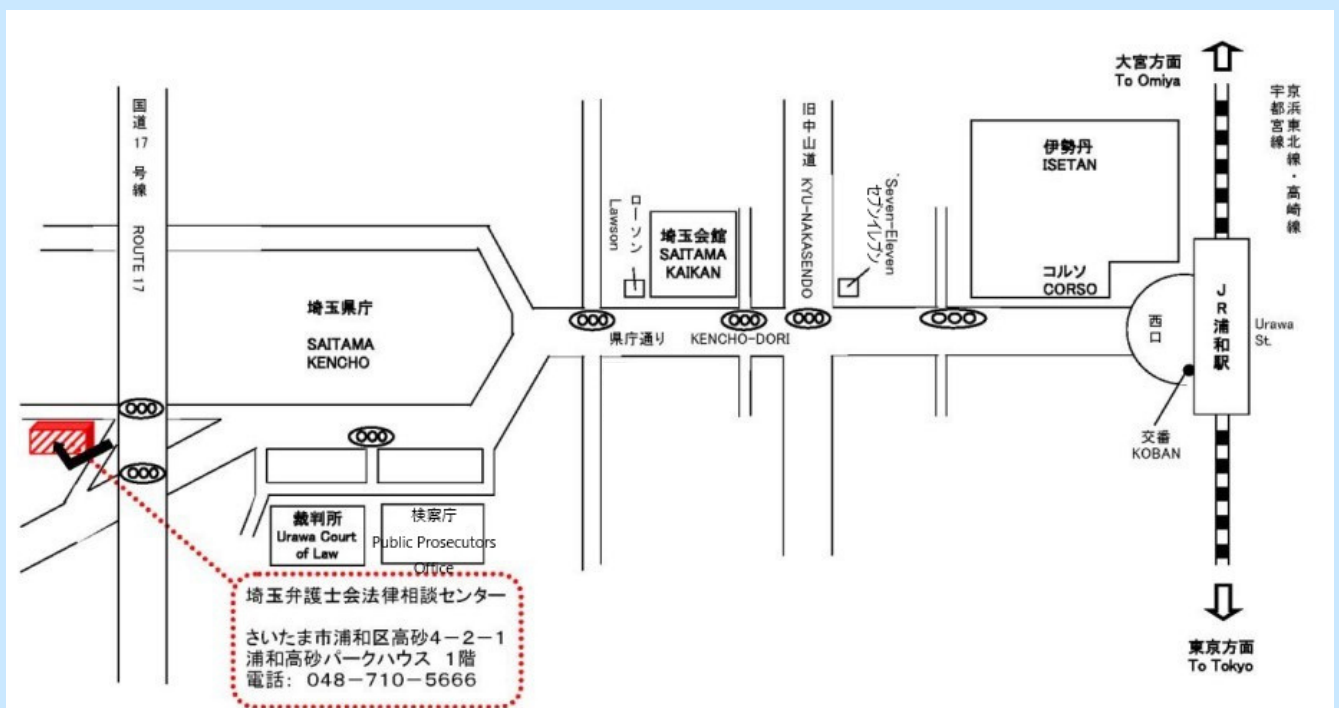 大宮方面
To Omiya
京浜東北線・高崎線
宇都宮線
国道 17 号線 ROUTE 17
旧中山道 KYU-NAKASENDO
伊勢丹
ISETAN
`Seven-Eleven
セブンイレブン
ローソン
Lawson
埼玉会館
SAITAMA
KAIKAN
コルソ
CORSO
埼玉県庁
SAITAMA
KENCHO
県庁通り KENCHO-DORI
西口
JR浦和駅
Urawa
St.
交番
KOBAN
裁判所
Urawa Court
of Law
検察庁
Public Prosecutors
Office
埼玉弁護士会法律相談センター
さいたま市浦和区高砂4-2-1
浦和高砂パークハウス 1階
電話: 048-710-5666
東京方面
To Tokyo